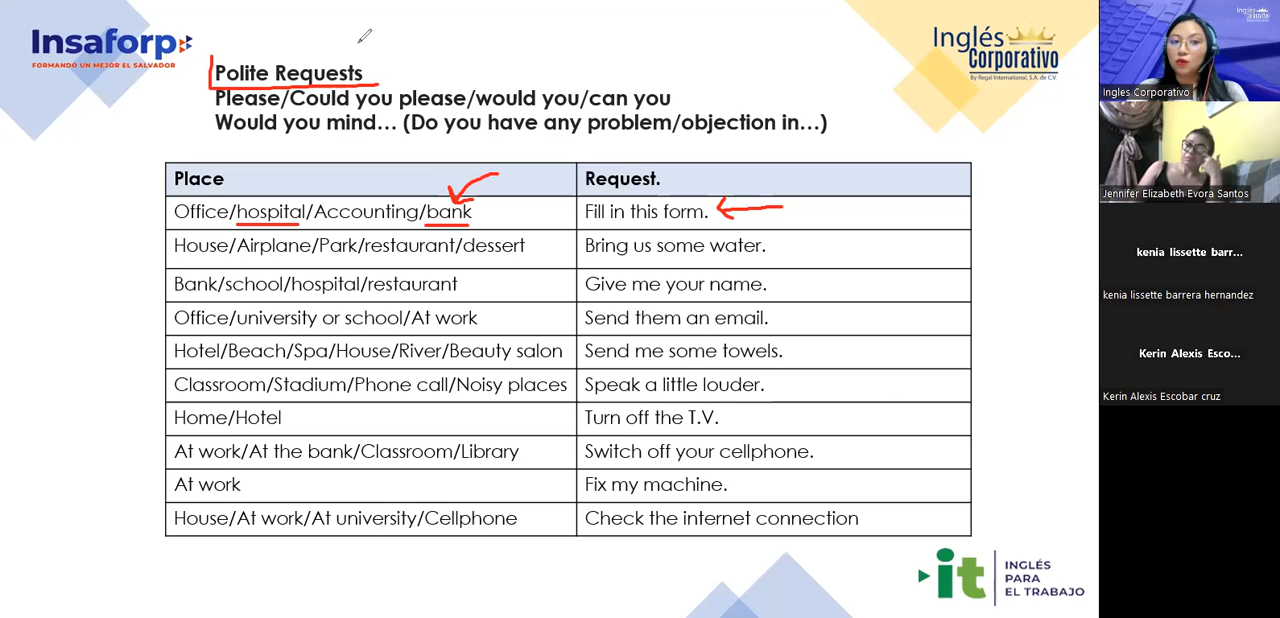 Insaforp
FORMANDO UN MEJOR EL SALVADOR
Inglés
Corporativo
By Regal International, S.A. de C.V.
Polite Requests
Please/Could you please/would you/can you
Would you mind... (Do you have any problem/objection in...)
Place Request.
Office/hospital/Accounting/bank Fill in this form.
House/Airplane/Park/restaurant/dessert Bring us some water.
Bank/school/hospital/restaurant Give me your name.
Office/university or school/At work Send them an email.
Hotel/Beach/Spa/House/River/Beauty salon Send me some towels.
Classroom/Stadium/Phone call/Noisy places Speak a little louder.
Home/Hotel Turn off the T.V.
At work/At the bank/Classroom/Library Switch off your cellphone.
At work Fix my machine.
House/At work/At university/Cellphone Check the internet connection
it
INGLÉS
PARA
EL TRABAJO
Inglés
Corporativo
Ingles Corporativo
Jennifer Elizabeth Evora Santos
kenia lissette barr...
kenia lissette barrera hernandez
Kerin Alexis Esco...
Kerin Alexis Escobar cruz